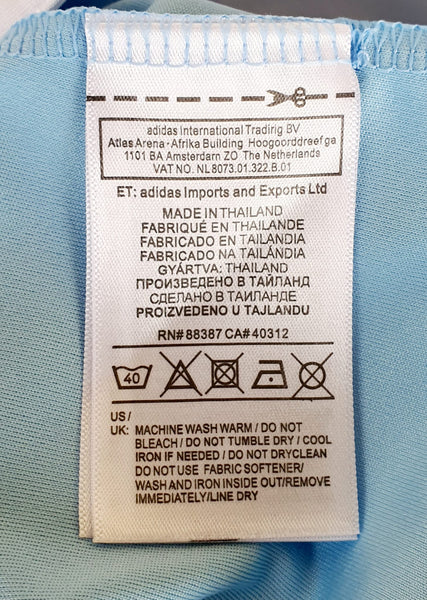 adidas International Tradirig BV
Atlas Arena - Afrika Building Hoogoorddreef ga
1101 BA Amsterdarn ZO The Netherlands
VAT NO. NL8073.01.322.B.01
ET: adidas Imports and Exports Ltd
MADE IN THAILAND
FABRIQUÉ EN THAILANDE
FABRICADO EN TAILANDIA
FABRICADO NA TAILÂNDIA
GYÁRTVA: THAILAND
ПРОИЗВЕДЕНО В ТАЙЛАНД
СДЕЛАНО В ТАИЛАНДЕ
PROIZVEDENO U TAJLANDU
RN# 88387 CA# 40312
40
US /
UK: MACHINE WASH WARM / DO NOT
BLEACH / DO NOT TUMBLE DRY / COOL
IRON IF NEEDED / DO NOT DRYCLEAN
DO NOT USE FABRIC SOFTENER/
WASH AND IRON INSIDE OUT/REMOVE
IMMEDIATELY/LINE DRY